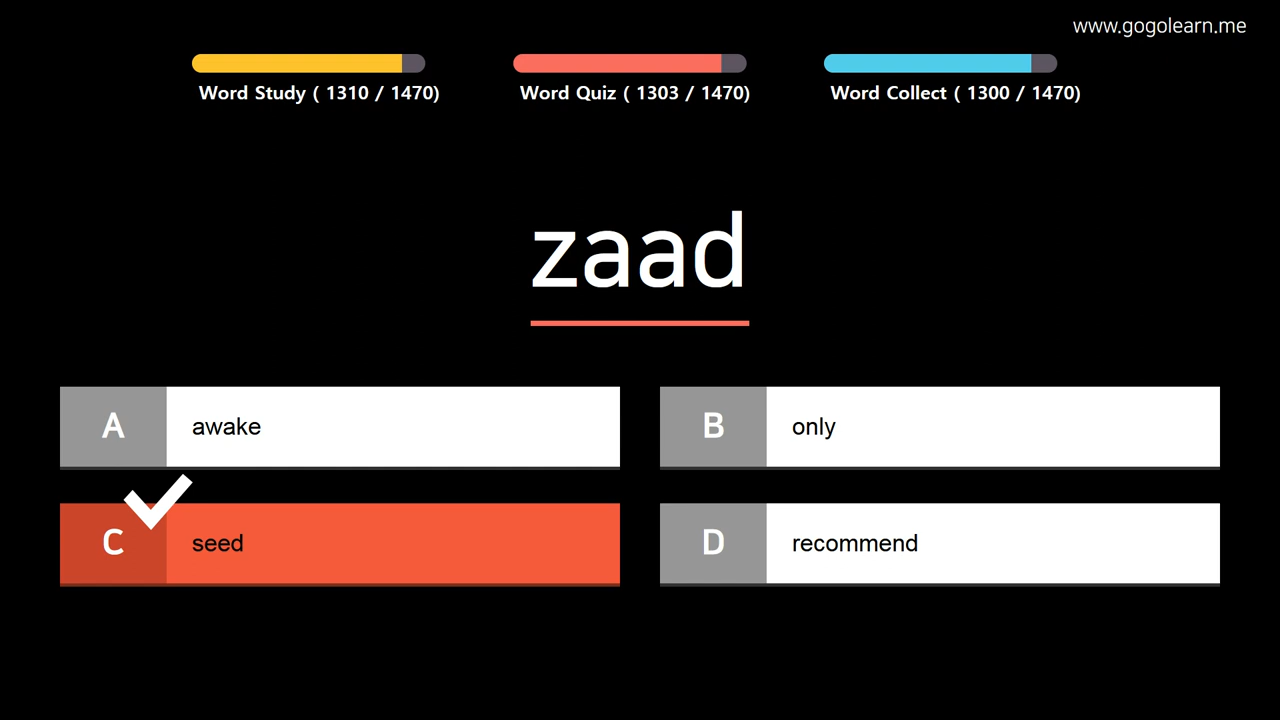 www.gogolearn.me
Word Study ( 1310 / 1470)
Word Quiz ( 1303 / 1470)
Word Collect ( 1300 / 1470)
zaad
A awake
B only
C seed
D recommend